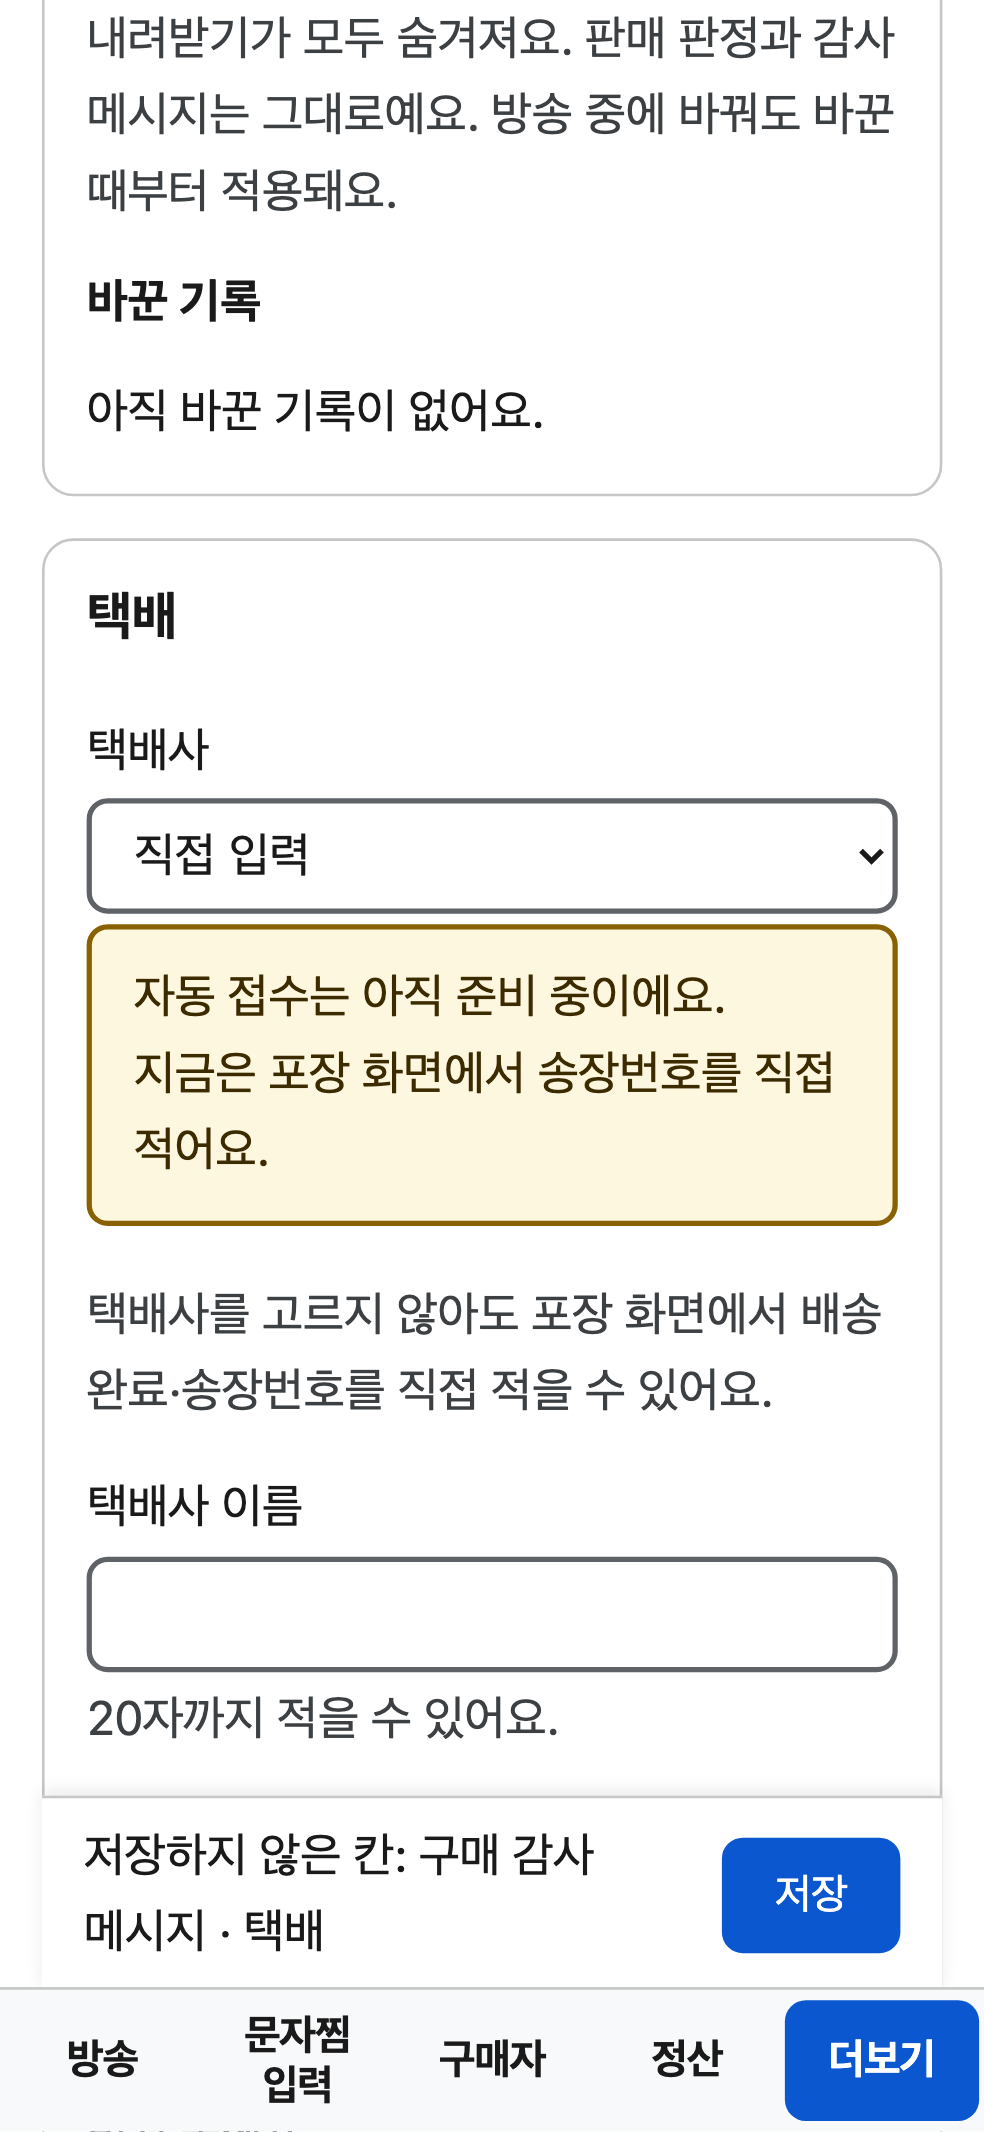 내려받기가 모두 숨겨져요. 판매 판정과 감사
메시지는 그대로예요. 방송 중에 바꿔도 바꾼
때부터 적용돼요.
바꾼 기록
아직 바꾼 기록이 없어요.
택배
택배사
직접 입력
자동 접수는 아직 준비 중이에요.
지금은 포장 화면에서 송장번호를 직접
적어요.
택배사를 고르지 않아도 포장 화면에서 배송
완료·송장번호를 직접 적을 수 있어요.
택배사 이름
20자까지 적을 수 있어요.
저장하지 않은 칸: 구매 감사
메시지 · 택배
저장
방송
문자찜
입력
구매자
정산
더보기